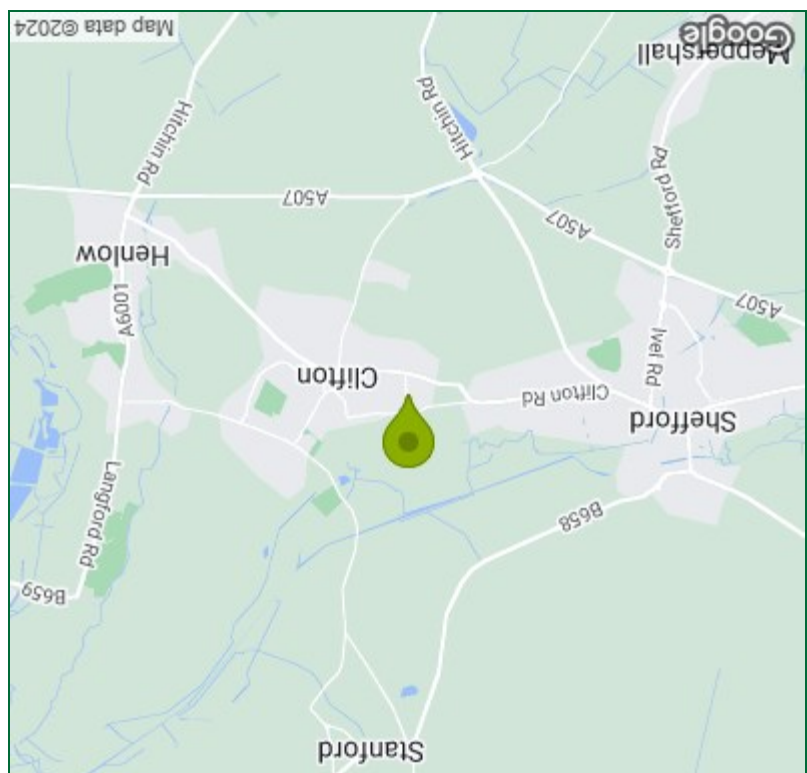 Stanford
B659
Langford Rd
B658
Shefford
Clifton Rd
Clifton
Ivel Rd
A507
A6001
Henlow
A507
A507
Shefford Rd
Hitchin Rd
Hitchin Rd
Meppershall
Google
Map data ©2024